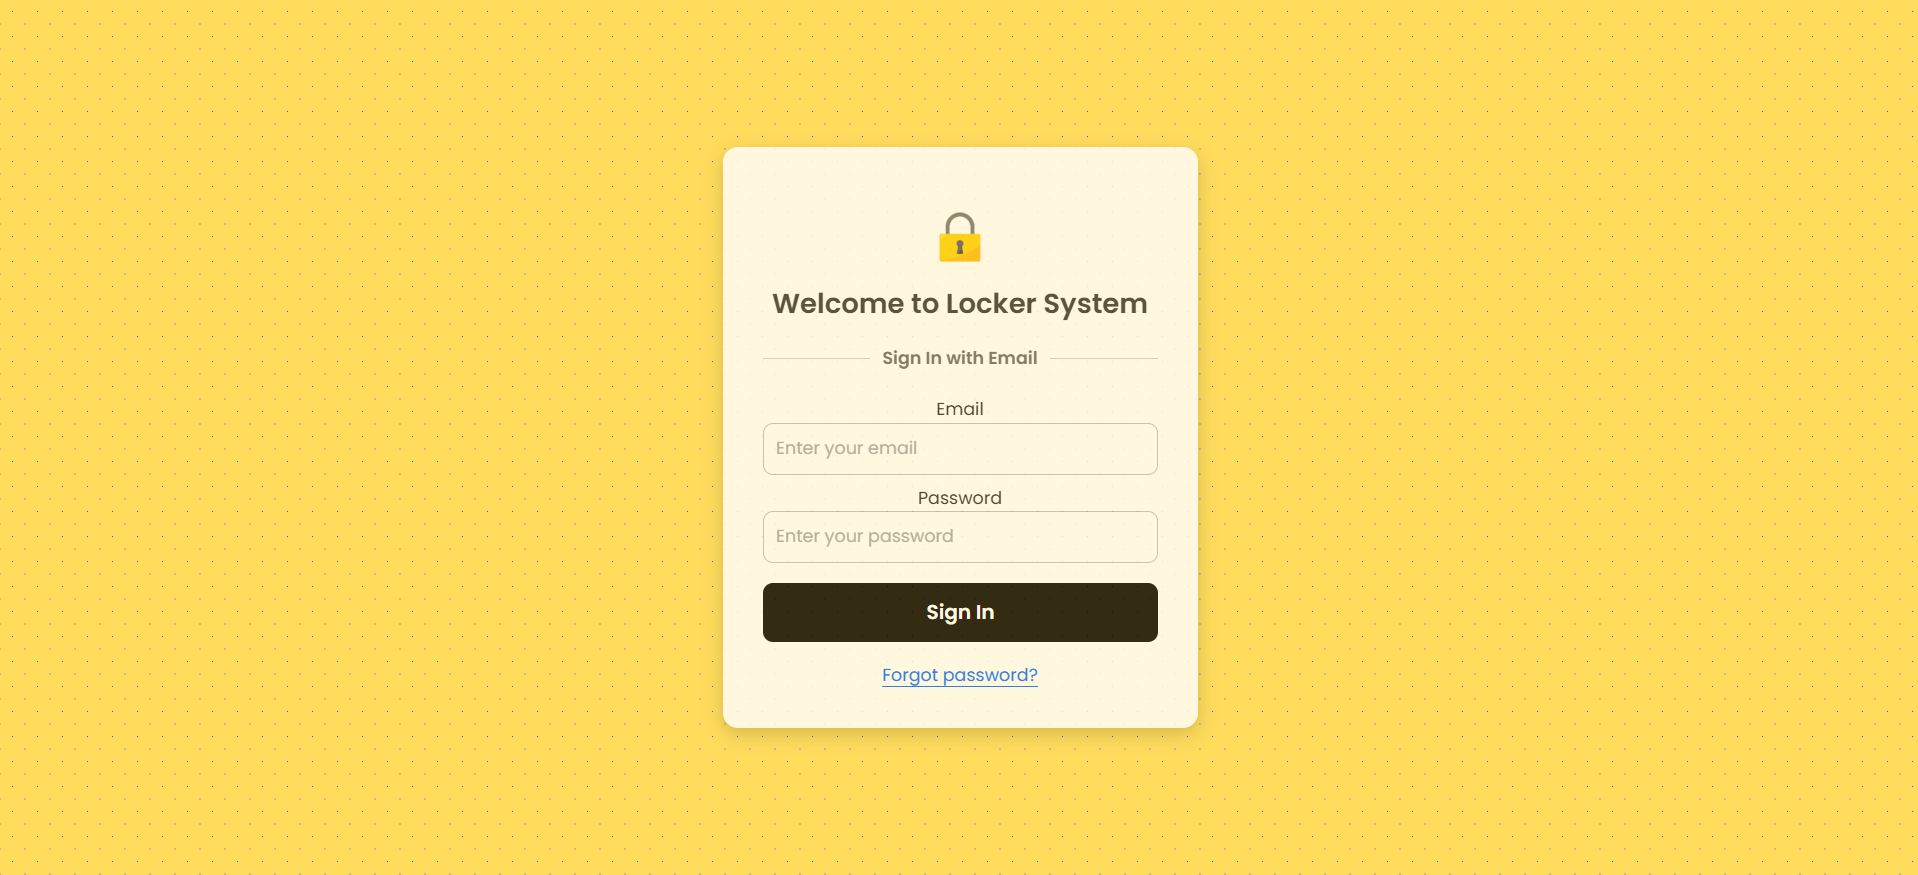 Welcome to Locker System
Sign In with Email
Email
Enter your email
Password
Enter your password
Sign In
Forgot password?